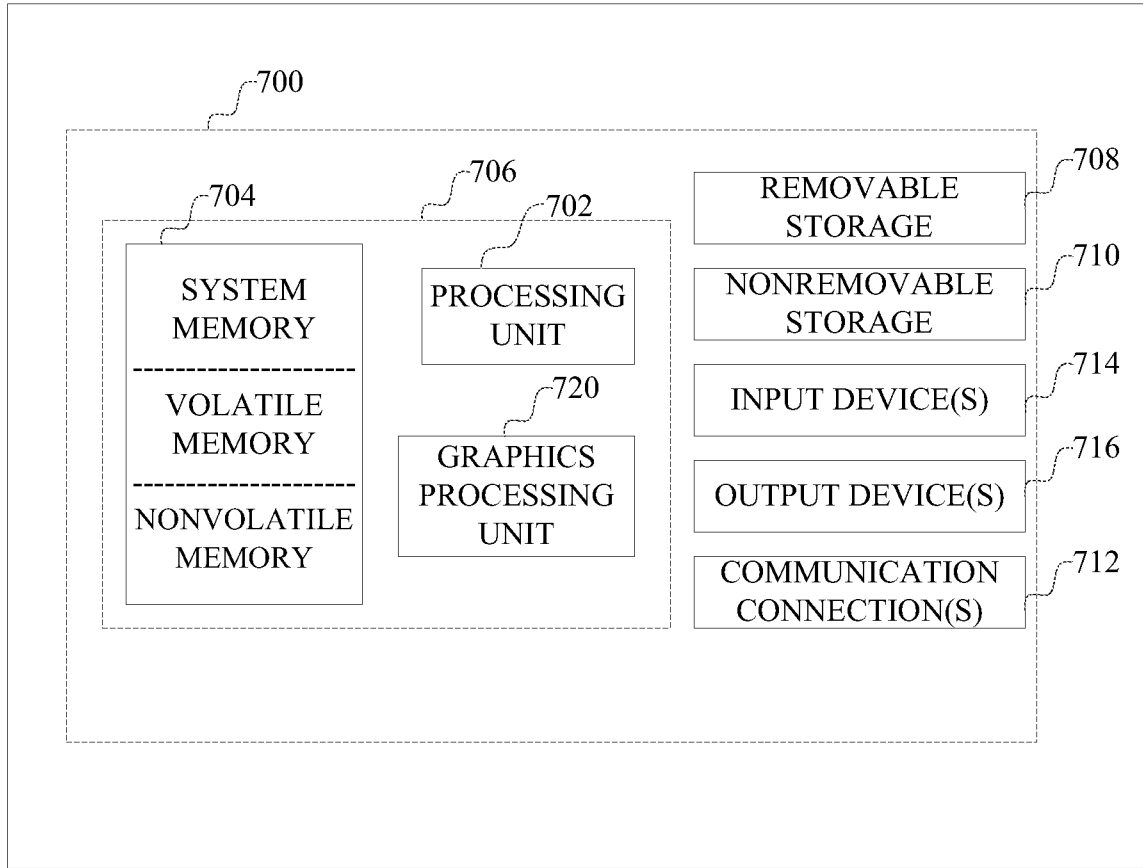 700
706
704
702
SYSTEM
MEMORY
VOLATILE
MEMORY
NONVOLATILE
MEMORY
PROCESSING
UNIT
720
GRAPHICS
PROCESSING
UNIT
708
REMOVABLE
STORAGE
710
NONREMOVABLE
STORAGE
714
INPUT DEVICE(S)
716
OUTPUT DEVICE(S)
712
COMMUNICATION
CONNECTION(S)